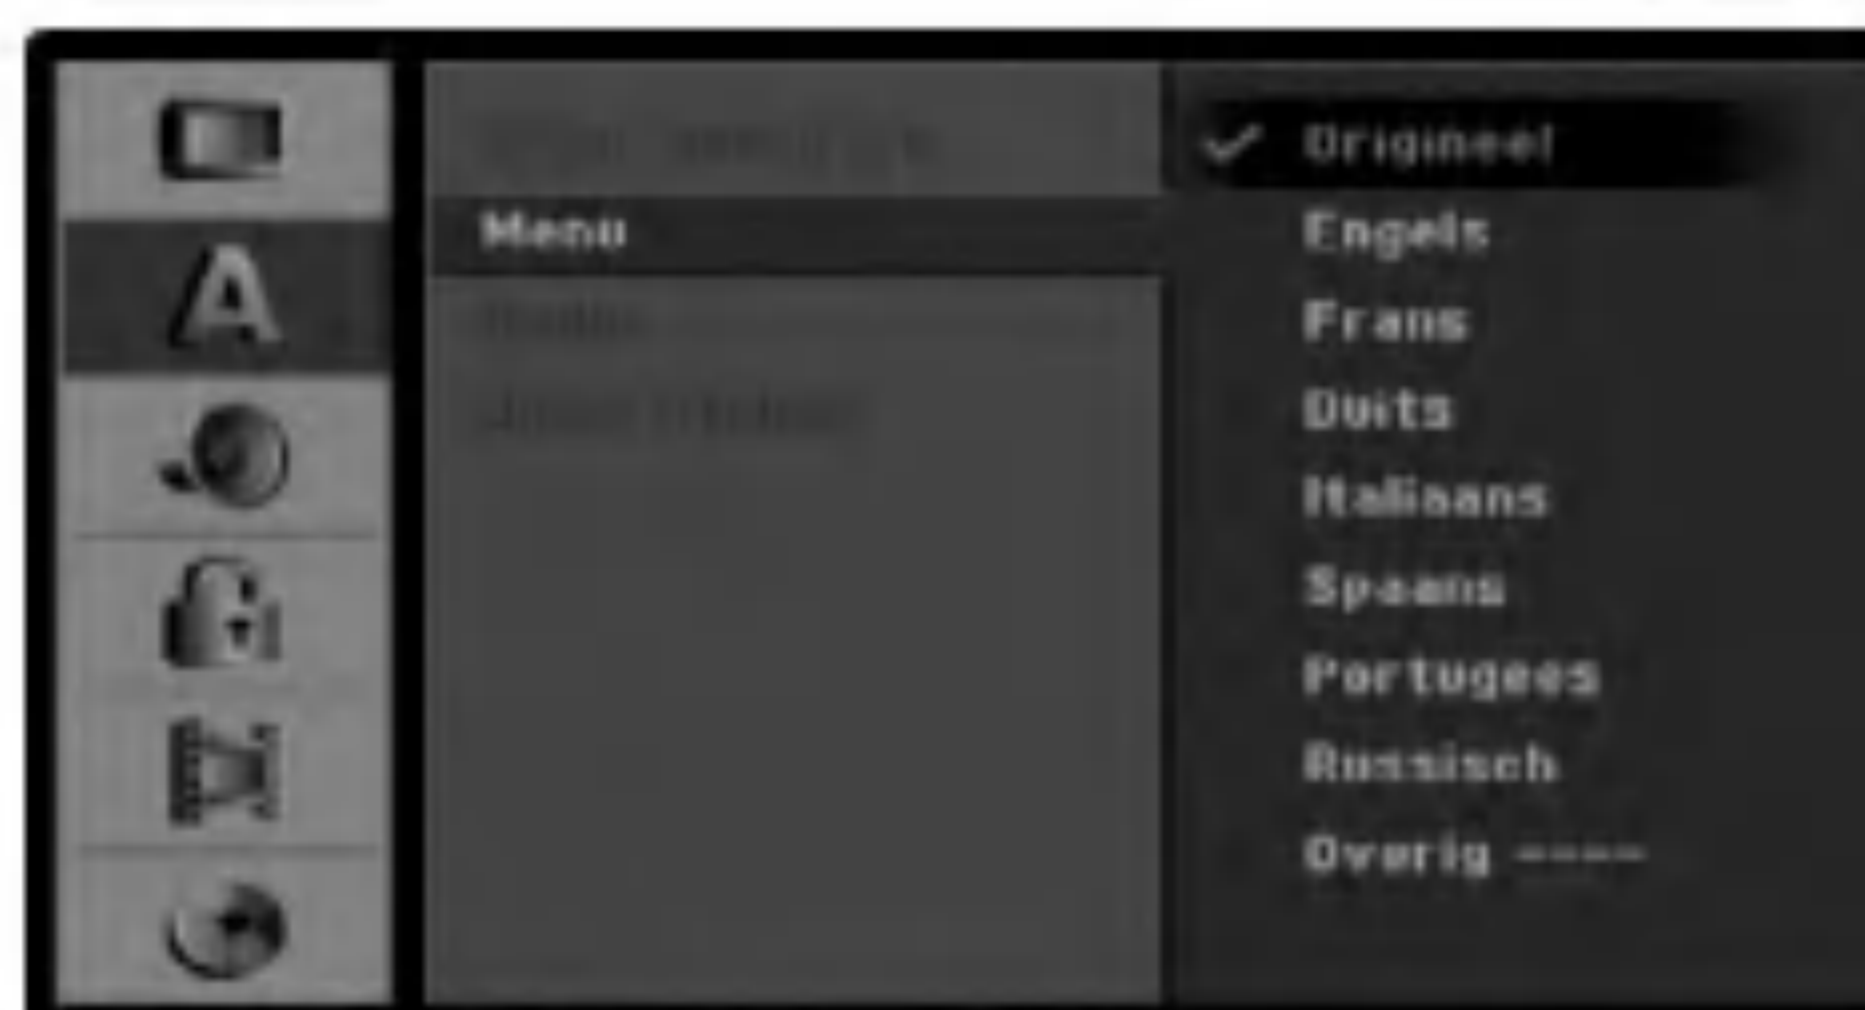 A
Menu
✓ Origineel
Engels
Frans
Duits
Italiaans
Spaans
Portugees
Russisch
Overig ----